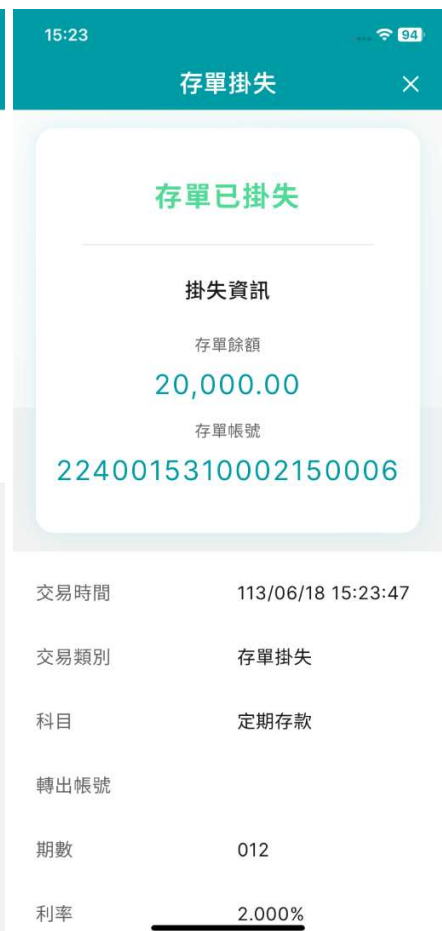 15:23
94
存單掛失
存單已掛失
掛失資訊
存單餘額
20,000.00
存單帳號
2240015310002150006
交易時間 113/06/18 15:23:47
交易類別 存單掛失
科目 定期存款
轉出帳號
期數 012
利率 2.000%